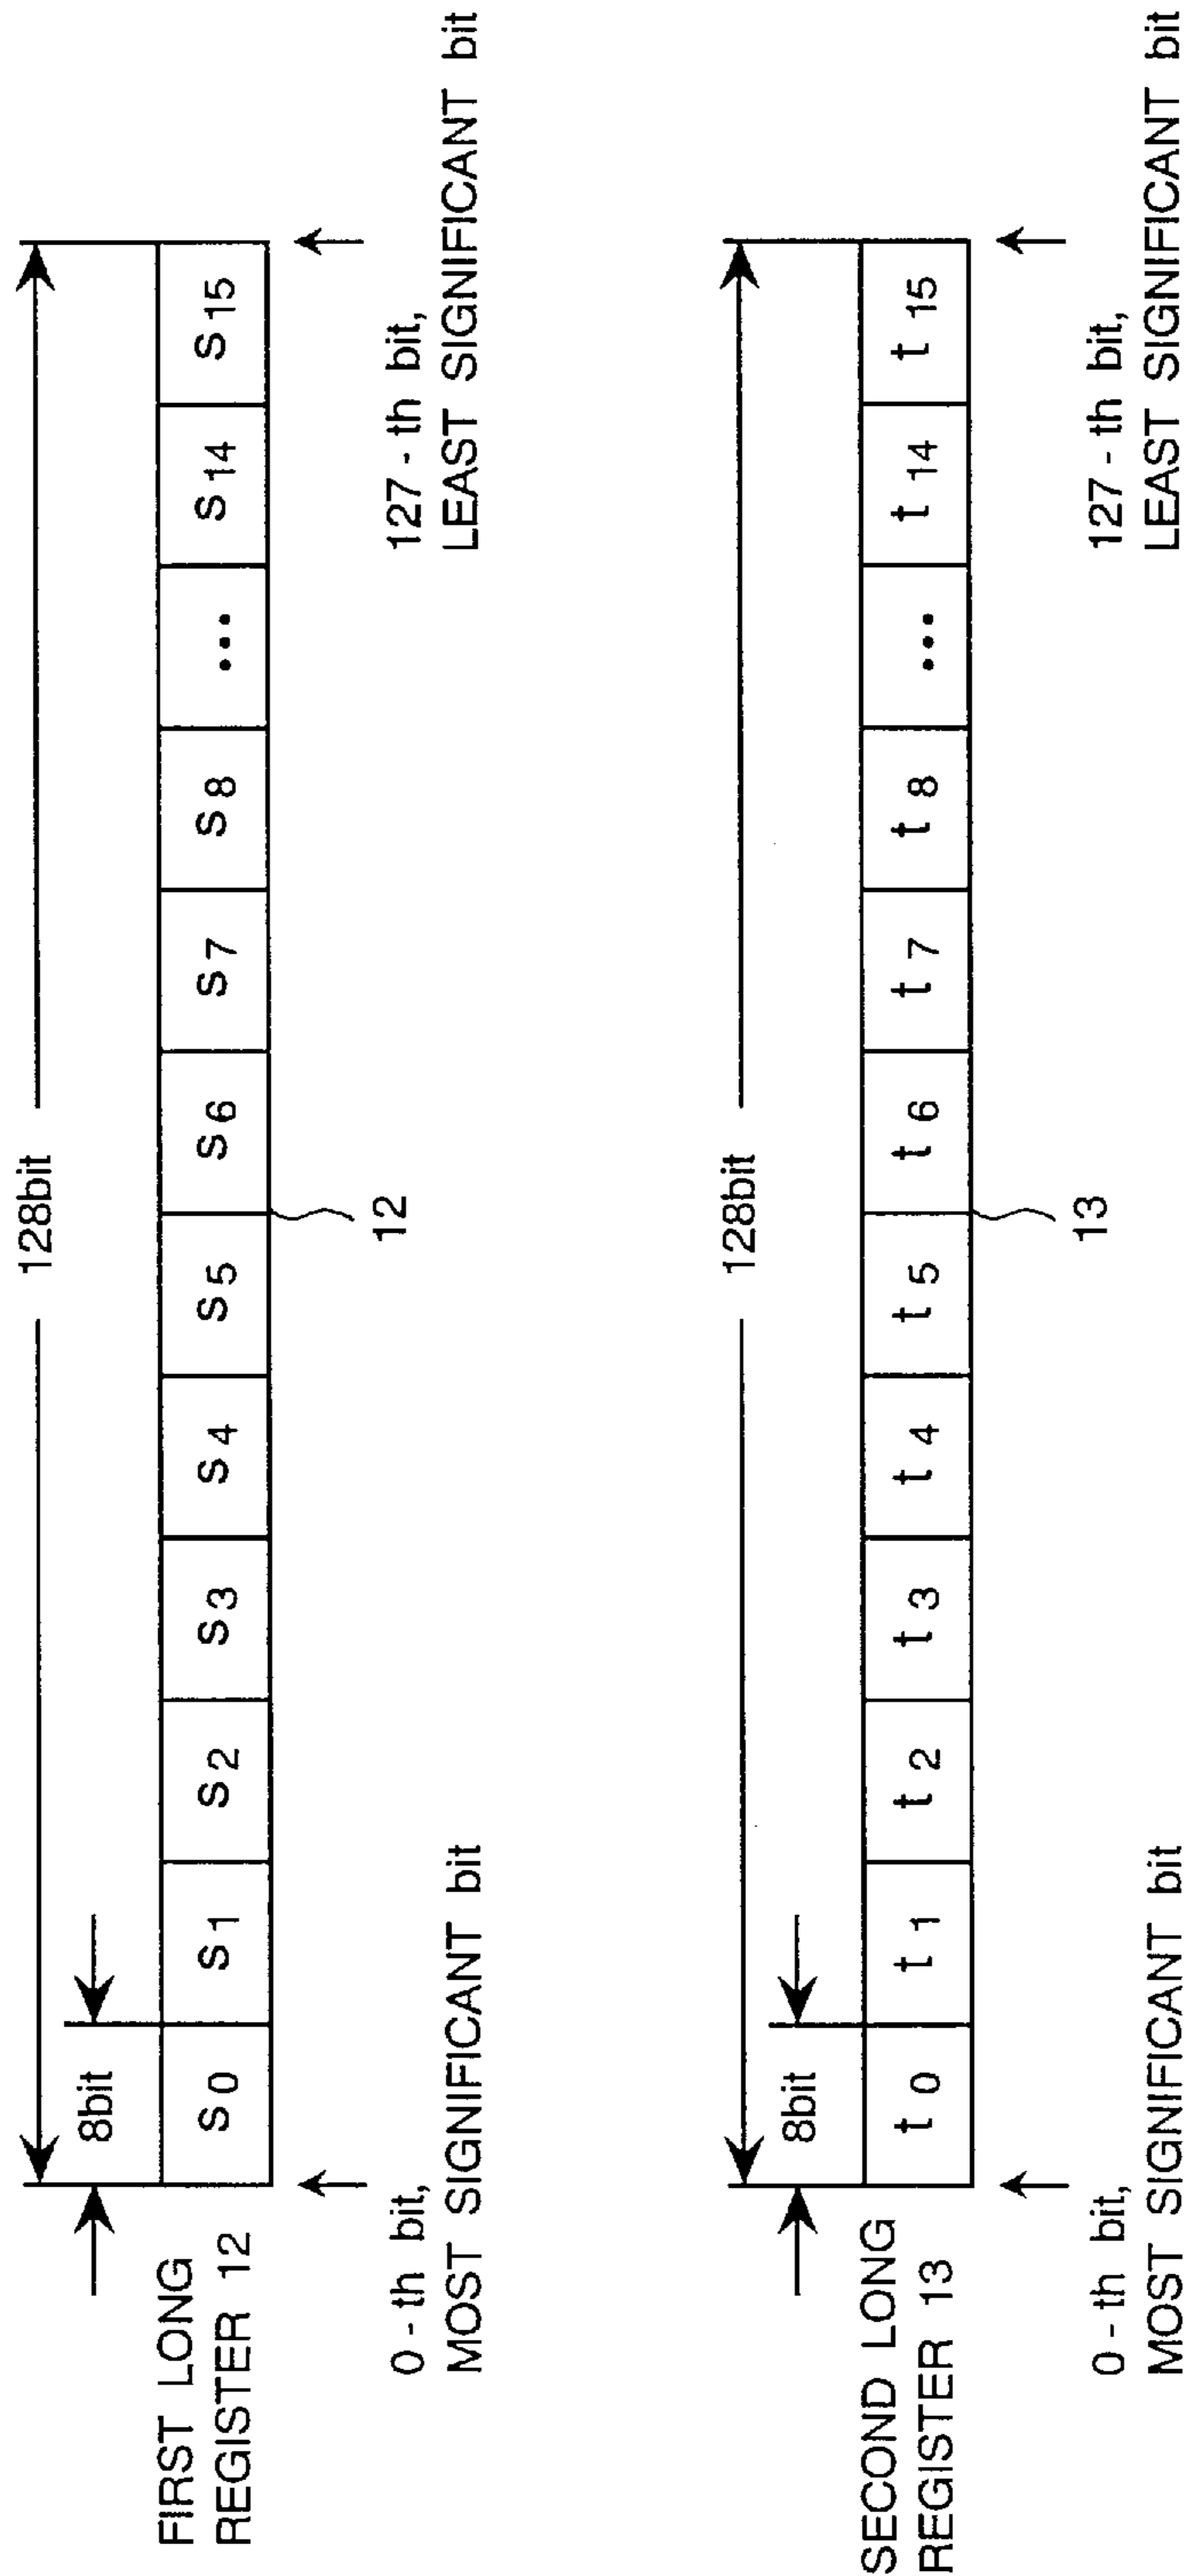 128bit
8bit
FIRST LONG
REGISTER 12
s0 s1 s2 s3 s4 s5 s6 s7 s8 ... s14 s15
12
0 - th bit,
MOST SIGNIFICANT bit
127 - th bit,
LEAST SIGNIFICANT bit
128bit
8bit
SECOND LONG
REGISTER 13
t0 t1 t2 t3 t4 t5 t6 t7 t8 ... t14 t15
13
0 - th bit,
MOST SIGNIFICANT bit
127 - th bit,
LEAST SIGNIFICANT bit